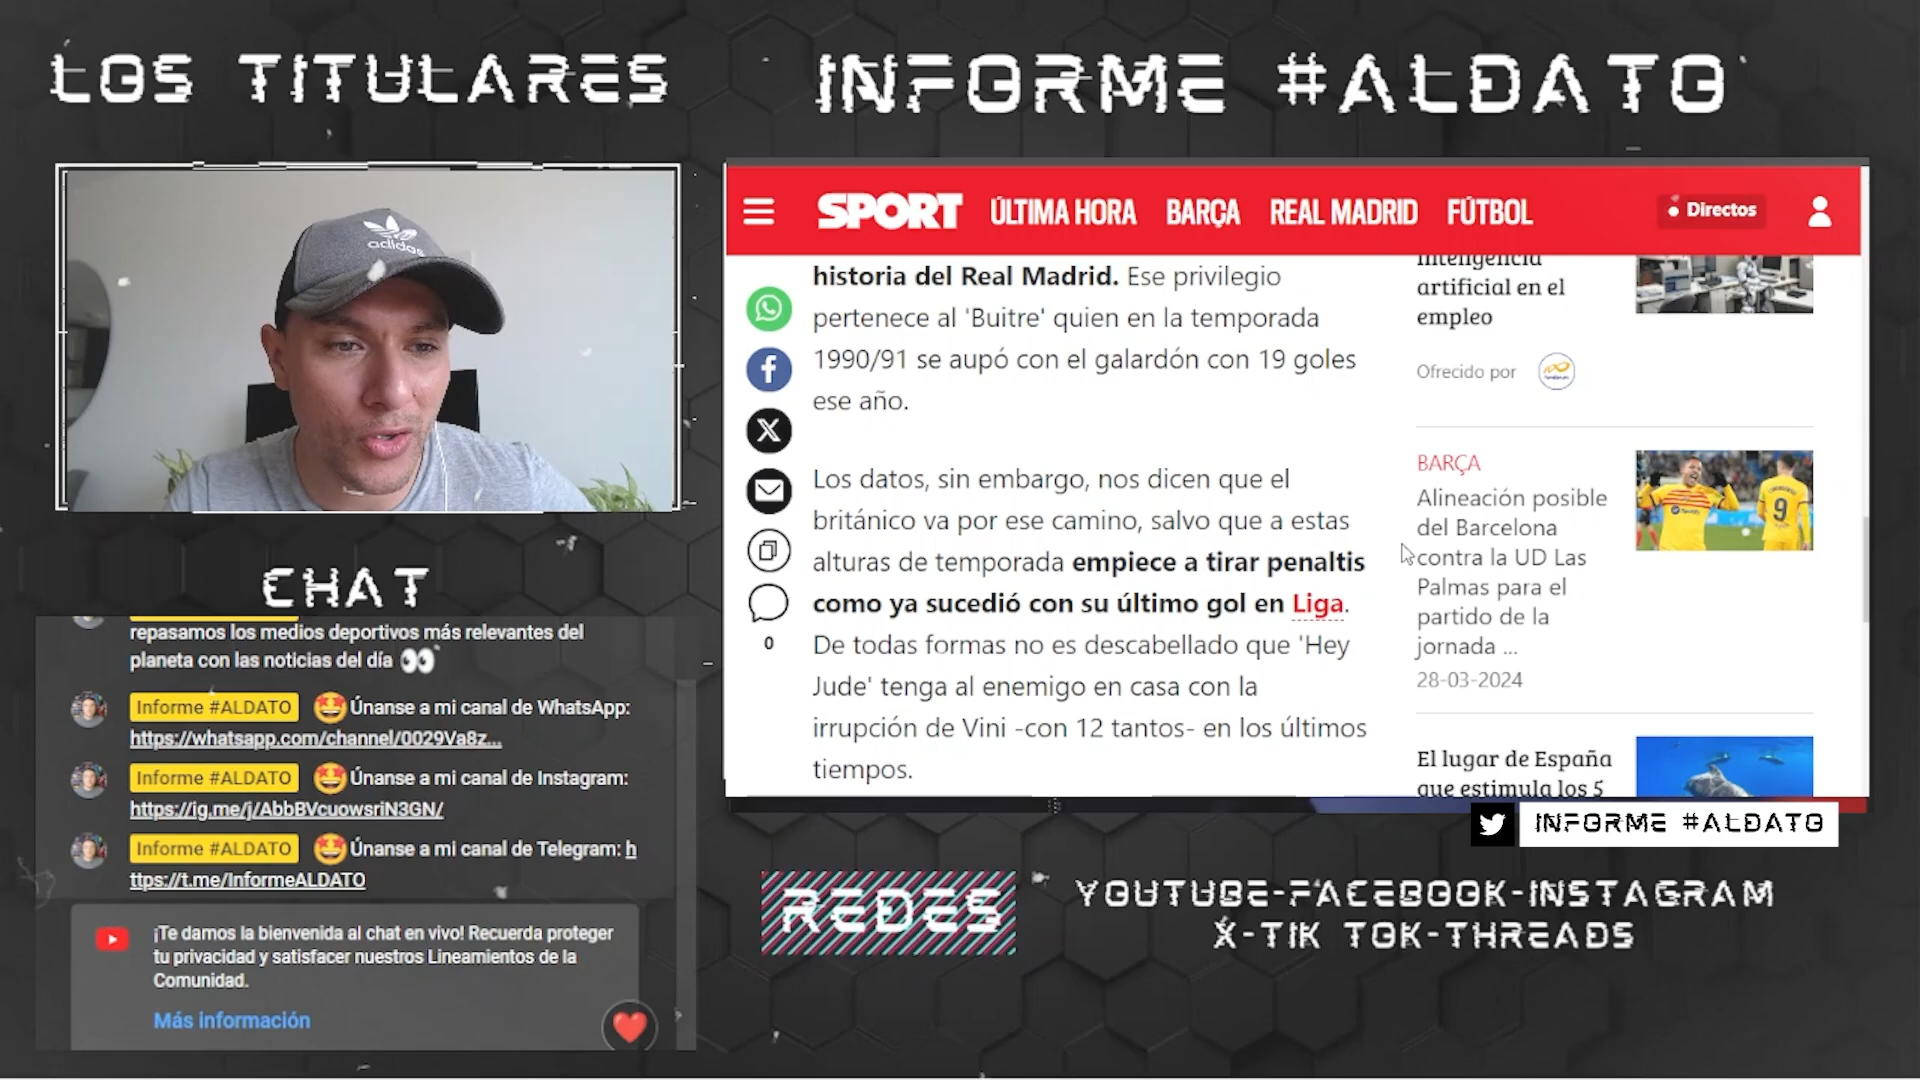 LOS TITULARES
INFORME #ALDATO
adidas
SPORT
ÚLTIMA HORA
BARÇA
REAL MADRID
FÚTBOL
Directos
historia del Real Madrid. Ese privilegio
pertenece al 'Buitre' quien en la temporada
1990/91 se aupó con el galardón con 19 goles
ese año.
Los datos, sin embargo, nos dicen que el
británico va por ese camino, salvo que a estas
alturas de temporada empiece a tirar penaltis
como ya sucedió con su último gol en Liga.
De todas formas no es descabellado que 'Hey
Jude' tenga al enemigo en casa con la
irrupción de Vini -con 12 tantos- en los últimos
tiempos.
0
inteligencia
artificial en el
empleo
Ofrecido por
BARÇA
Alineación posible
del Barcelona
contra la UD Las
Palmas para el
partido de la
jornada ...
28-03-2024
9
El lugar de España
que estimula los 5
CHAT
repasamos los medios deportivos más relevantes del
planeta con las noticias del día 👀
Informe #ALDATO 🤩Únanse a mi canal de WhatsApp:
https://whatsapp.com/channel/0029Va8z...
Informe #ALDATO 🤩Únanse a mi canal de Instagram:
https://ig.me/j/AbbBVcuowsriN3GN/
Informe #ALDATO 🤩Únanse a mi canal de Telegram: h
ttps://t.me/InformeALDATO
¡Te damos la bienvenida al chat en vivo! Recuerda proteger
tu privacidad y satisfacer nuestros Lineamientos de la
Comunidad.
Más información
INFORME #ALDATO
REDES
YOUTUBE-FACEBOOK-INSTAGRAM
X-TIK TOK-THREADS